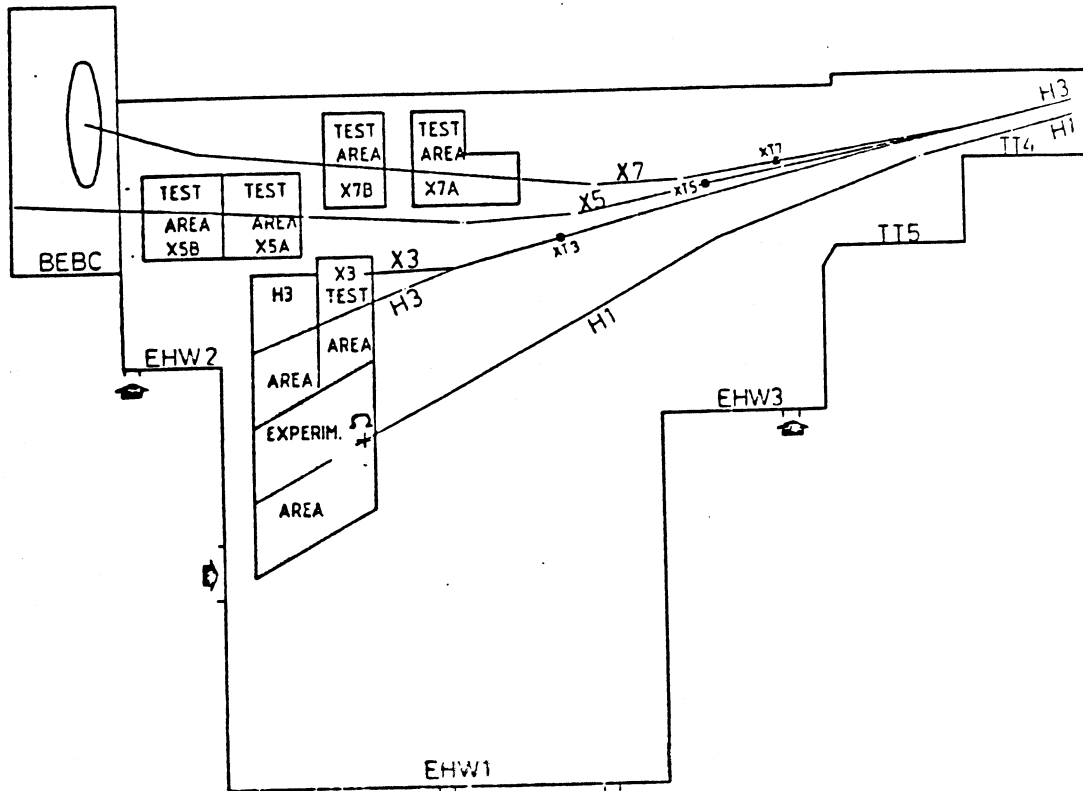 H3
H1
TT4
TEST
AREA
X7B
TEST
AREA
X7A
X7
XT7
XT5
X5
XT3
TEST
AREA
X5B
TEST
AREA
X5A
TT5
BEBC
X3
H3
H1
H3
AREA
X3
TEST
AREA
EHW2
EHW3
EXPERIM.
AREA
Ω
EHW1